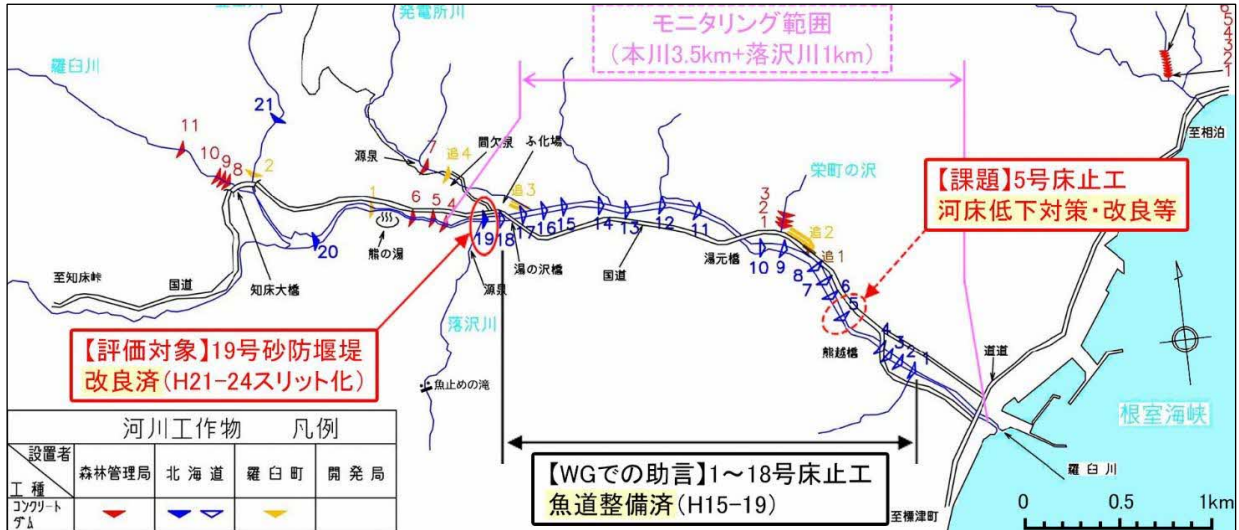 発電所川
羅臼川
モニタリング範囲
(本川3.5km+落沢川1km)
6
5
4
3
2
1
至相泊
21
11
10
9
8
2
源泉
7
追4
間欠泉
ふ化場
追3
栄町の沢
3
2
1
追2
追1
【課題】5号床止工
河床低下対策・改良等
1
6
5
4
19
18
17
16
15
14
13
12
11
10
9
8
7
6
5
4
3
2
1
20
熊の湯
至知床峠
国道
知床大橋
源泉
湯の沢橋
国道
湯元橋
熊越橋
道道
落沢川
魚止めの滝
【評価対象】19号砂防堰堤
改良済(H21-24スリット化)
根室海峡
羅臼川
【WGでの助言】1~18号床止工
魚道整備済(H15-19)
至標津町
0 0.5 1km
河川工作物 凡例
設置者
工種
森林管理局
北海道
羅臼町
開発局
コンクリート
ダム